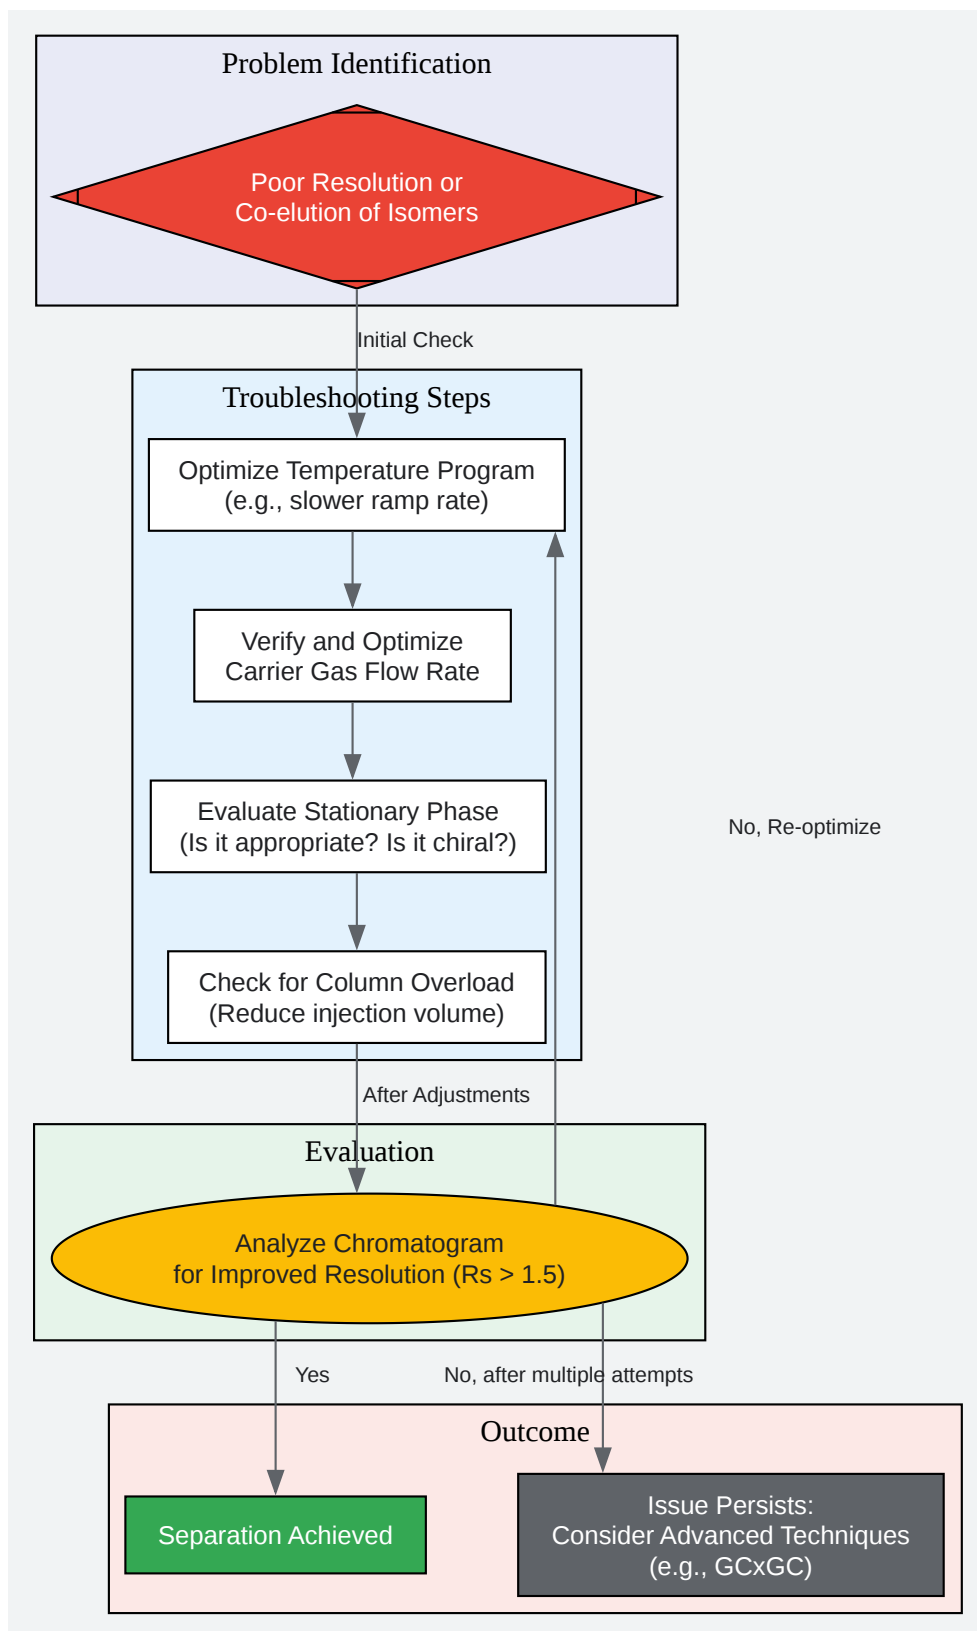 Problem Identification
Poor Resolution or
Co-elution of Isomers
Initial Check
Troubleshooting Steps
Optimize Temperature Program
(e.g., slower ramp rate)
Verify and Optimize
Carrier Gas Flow Rate
Evaluate Stationary Phase
(Is it appropriate? Is it chiral?)
No, Re-optimize
Check for Column Overload
(Reduce injection volume)
After Adjustments
Evaluation
Analyze Chromatogram
for Improved Resolution (Rs > 1.5)
Yes
No, after multiple attempts
Outcome
Separation Achieved
Issue Persists:
Consider Advanced Techniques
(e.g., GCxGC)